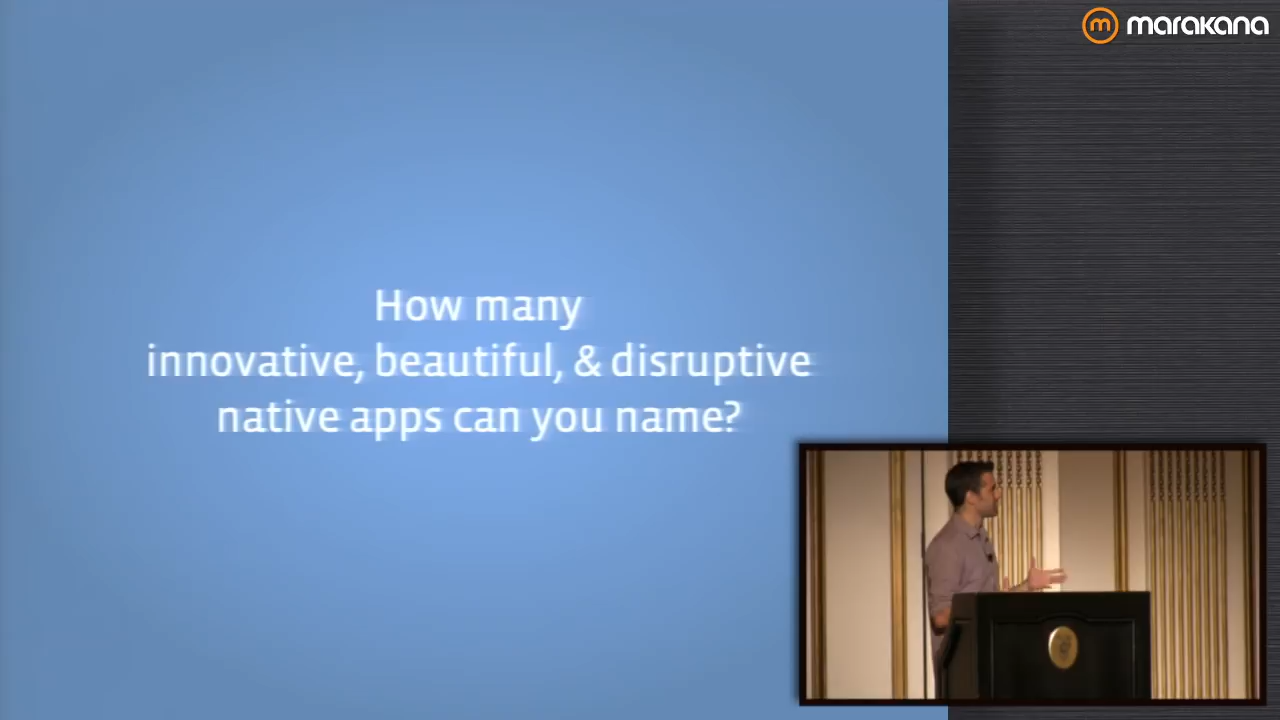 marakana
How many
innovative, beautiful, & disruptive
native apps can you name?